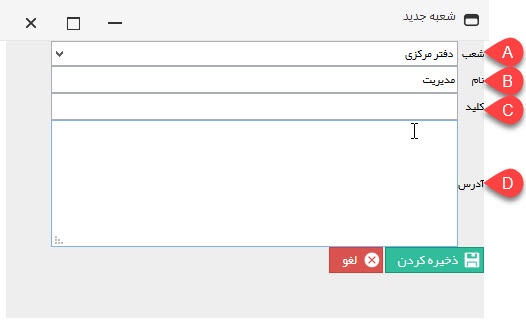 شعبه جدید
شعب دفتر مرکزی A
نام مدیریت B
کلید C
آدرس D
ذخیره کردن لغو